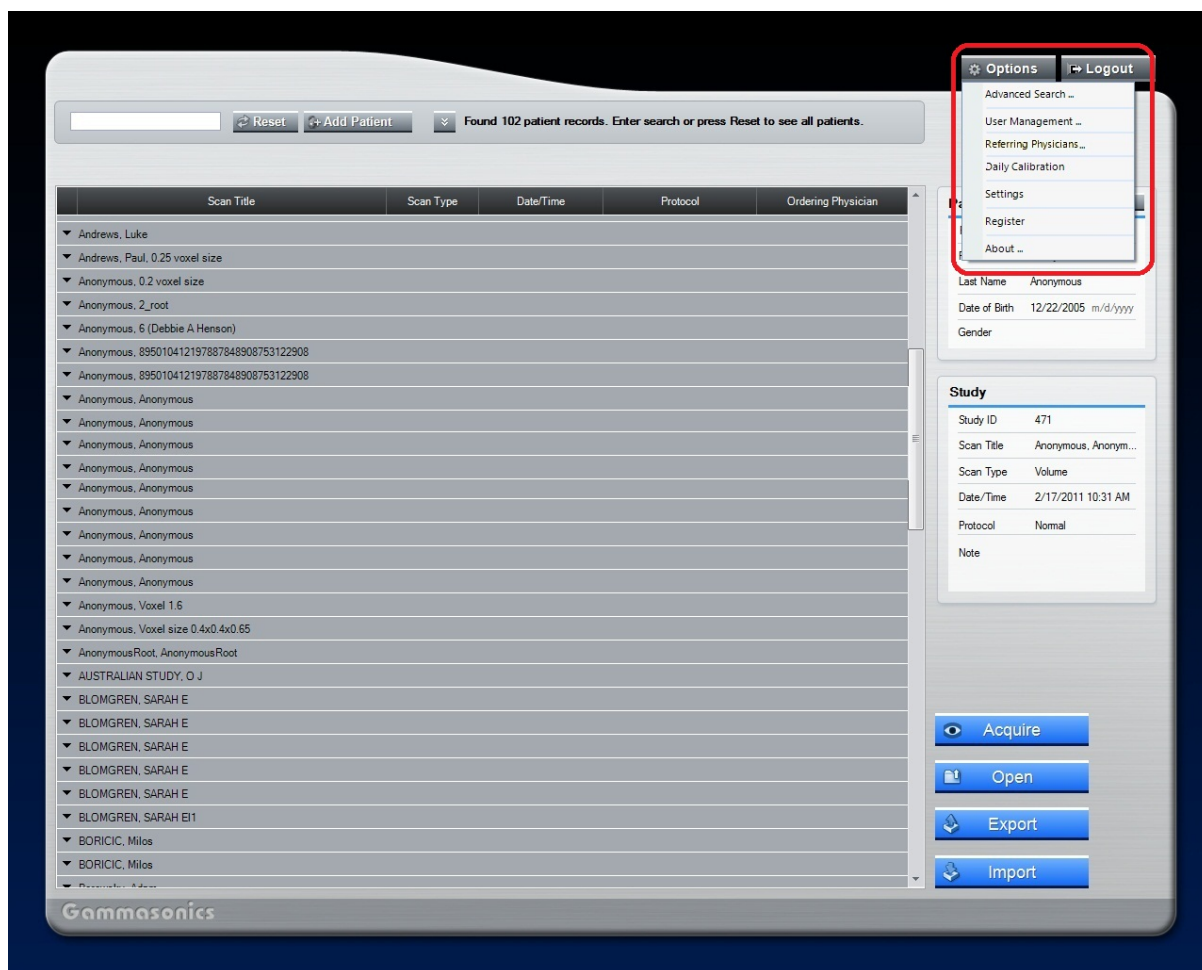 Options Logout
Advanced Search ...
User Management ...
Referring Physicians...
Daily Calibration
Settings
Register
About ...
Reset Add Patient Found 102 patient records. Enter search or press Reset to see all patients.
Scan Title Scan Type Date/Time Protocol Ordering Physician
Andrews, Luke
Andrews, Paul, 0.25 voxel size
Anonymous, 0.2 voxel size
Anonymous, 2_root
Anonymous, 6 (Debbie A Henson)
Anonymous, 895010412197887848908753122908
Anonymous, 895010412197887848908753122908
Anonymous, Anonymous
Anonymous, Anonymous
Anonymous, Anonymous
Anonymous, Anonymous
Anonymous, Anonymous
Anonymous, Anonymous
Anonymous, Anonymous
Anonymous, Anonymous
Anonymous, Anonymous
Anonymous, Voxel 1.6
Anonymous, Voxel size 0.4x0.4x0.65
AnonymousRoot, AnonymousRoot
AUSTRALIAN STUDY, O J
BLOMGREN, SARAH E
BLOMGREN, SARAH E
BLOMGREN, SARAH E
BLOMGREN, SARAH E
BLOMGREN, SARAH E
BLOMGREN, SARAH EI1
BORICIC, Milos
BORICIC, Milos
Last Name Anonymous
Date of Birth 12/22/2005 m/d/yyyy
Gender
Study
Study ID 471
Scan Title Anonymous, Anonym...
Scan Type Volume
Date/Time 2/17/2011 10:31 AM
Protocol Normal
Note
Acquire
Open
Export
Import
Gammasonics